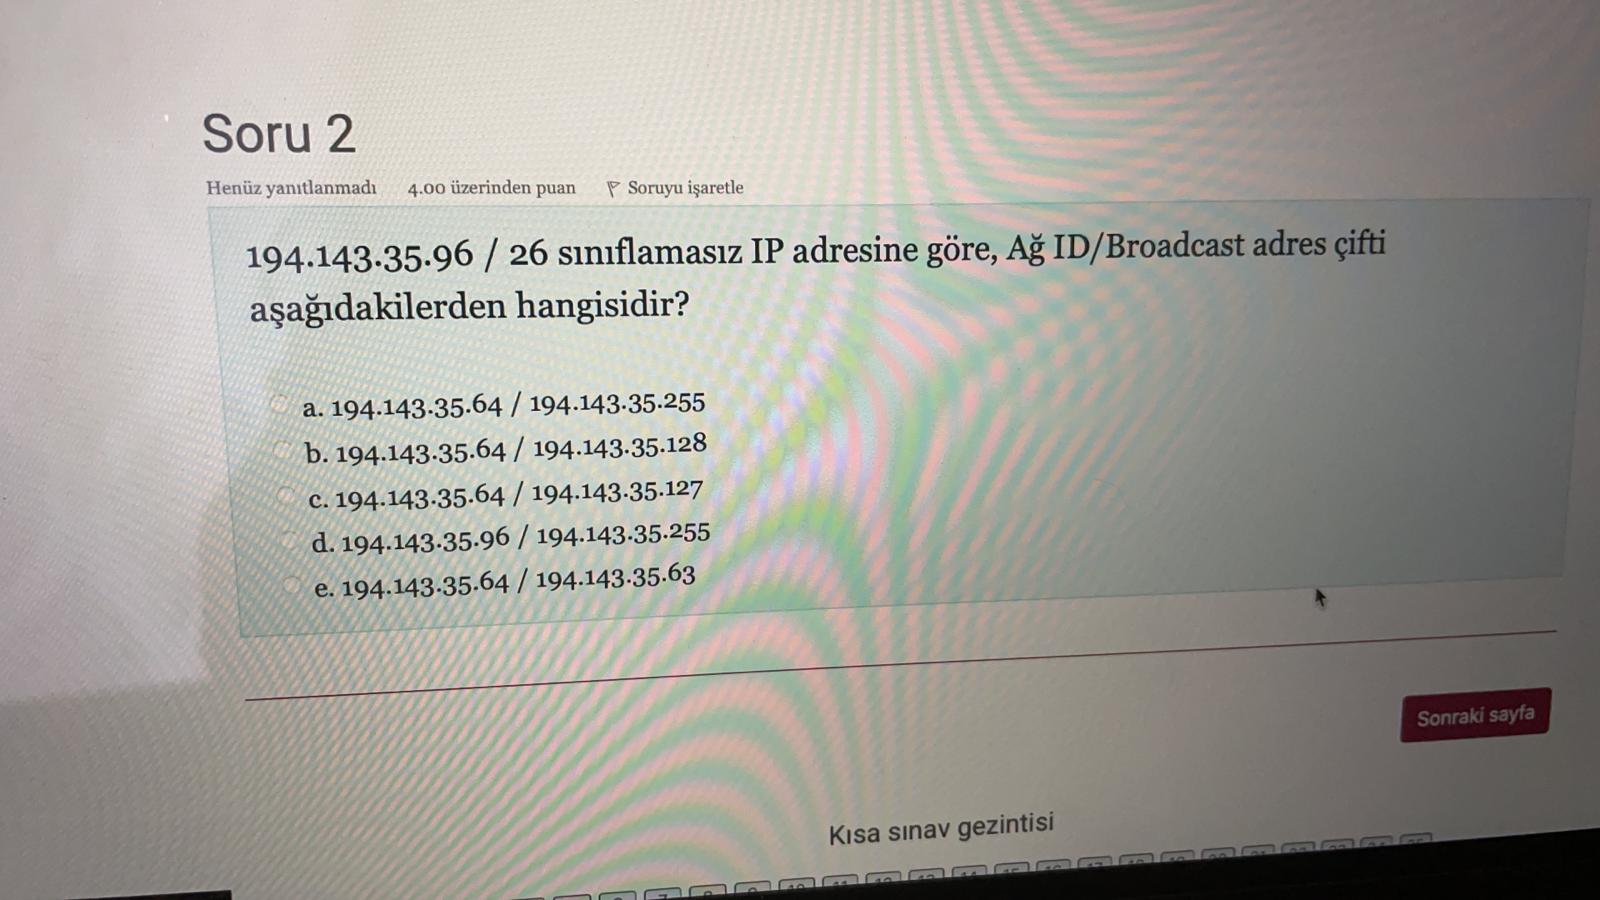 Soru 2
Henüz yanıtlanmadı 4.00 üzerinden puan Soruyu işaretle
194.143.35.96 / 26 sınıflamasız IP adresine göre, Ağ ID/Broadcast adres çifti
aşağıdakilerden hangisidir?
a. 194.143.35.64 / 194.143.35.255
b. 194.143.35.64 / 194.143.35.128
c. 194.143.35.64 / 194.143.35.127
d. 194.143.35.96 / 194.143.35.255
e. 194.143.35.64 / 194.143.35.63
Sonraki sayfa
Kısa sınav gezintisi